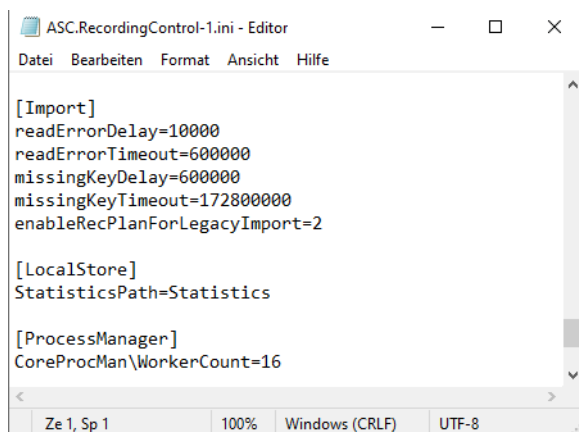 ASC.RecordingControl-1.ini - Editor
Datei Bearbeiten Format Ansicht Hilfe
[Import]
readErrorDelay=10000
readErrorTimeout=600000
missingKeyDelay=600000
missingKeyTimeout=172800000
enableRecPlanForLegacyImport=2
[LocalStore]
StatisticsPath=Statistics
[ProcessManager]
CoreProcMan\WorkerCount=16
Ze 1, Sp 1 100% Windows (CRLF) UTF-8